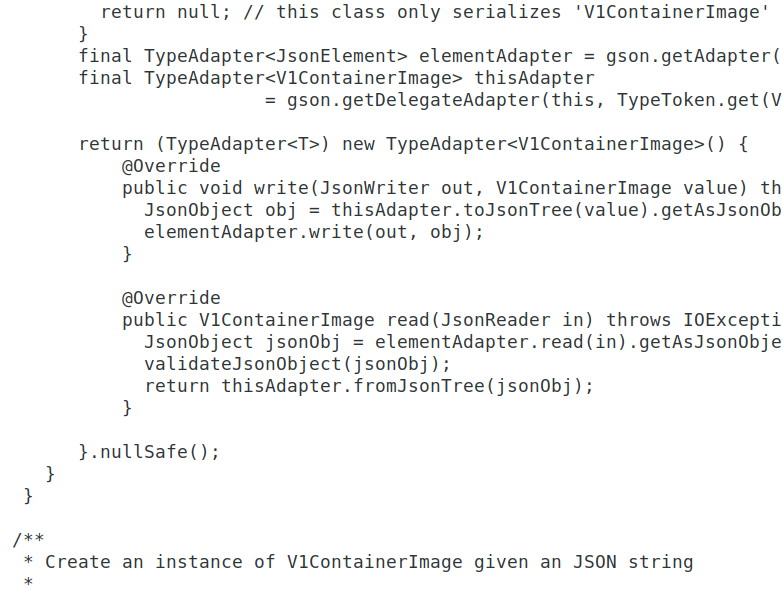 return null; // this class only serializes 'V1ContainerImage'
}
final TypeAdapter<JsonElement> elementAdapter = gson.getAdapter(
final TypeAdapter<V1ContainerImage> thisAdapter
= gson.getDelegateAdapter(this, TypeToken.get(V
return (TypeAdapter<T>) new TypeAdapter<V1ContainerImage>() {
@Override
public void write(JsonWriter out, V1ContainerImage value) th
JsonObject obj = thisAdapter.toJsonTree(value).getAsJsonOb
elementAdapter.write(out, obj);
}
@Override
public V1ContainerImage read(JsonReader in) throws IOExcepti
JsonObject jsonObj = elementAdapter.read(in).getAsJsonObje
validateJsonObject(jsonObj);
return thisAdapter.fromJsonTree(jsonObj);
}
}.nullSafe();
}
}
/**
* Create an instance of V1ContainerImage given an JSON string
*